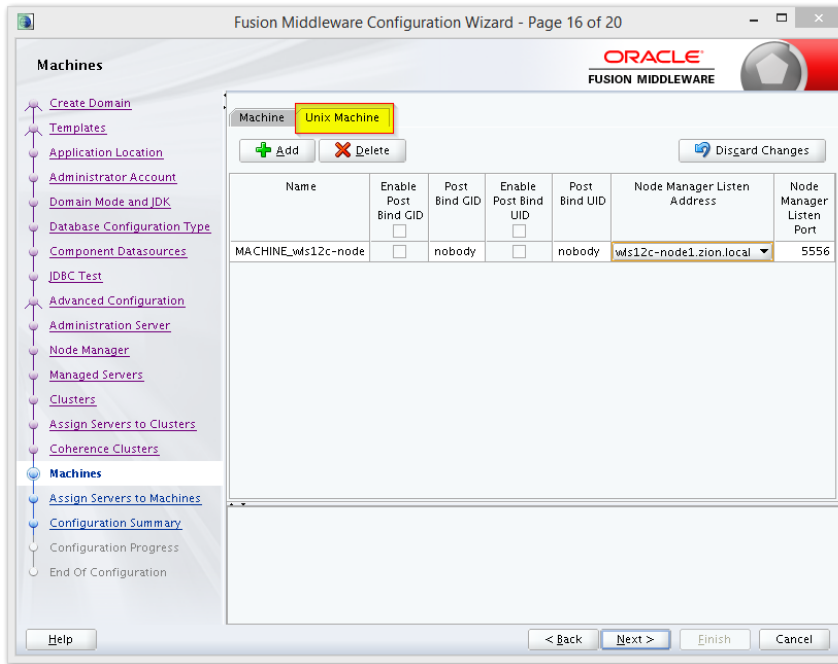 Fusion Middleware Configuration Wizard - Page 16 of 20
Machines
ORACLE
FUSION MIDDLEWARE
Create Domain
Templates
Application Location
Administrator Account
Domain Mode and JDK
Database Configuration Type
Component Datasources
JDBC Test
Advanced Configuration
Administration Server
Node Manager
Managed Servers
Clusters
Assign Servers to Clusters
Coherence Clusters
Machines
Assign Servers to Machines
Configuration Summary
Configuration Progress
End Of Configuration
Machine Unix Machine
Add Delete Discard Changes
Name
Enable
Post
Bind GID
Post
Bind GID
Enable
Post Bind
UID
Post
Bind UID
Node Manager Listen
Address
Node
Manager
Listen
Port
MACHINE_wls12c-node nobody nobody wls12c-node1.zion.local 5556
Help < Back Next > Finish Cancel